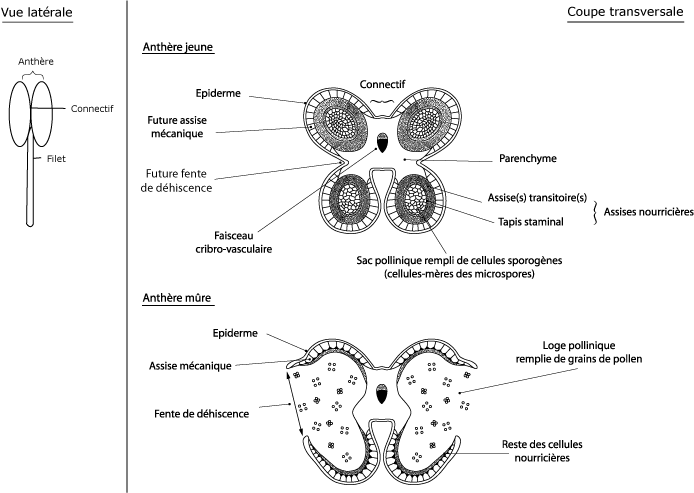 Vue latérale
Coupe transversale
Anthère
Connectif
Filet
Anthère jeune
Connectif
Epiderme
Future assise
mécanique
Future fente
de déhiscence
Parenchyme
Assise(s) transitoire(s)
Tapis staminal
Assises nourricières
Faisceau
cribro-vasculaire
Sac pollinique rempli de cellules sporogènes
(cellules-mères des microspores)
Anthère mûre
Epiderme
Assise mécanique
Fente de déhiscence
Loge pollinique
remplie de grains de pollen
Reste des cellules
nourricières